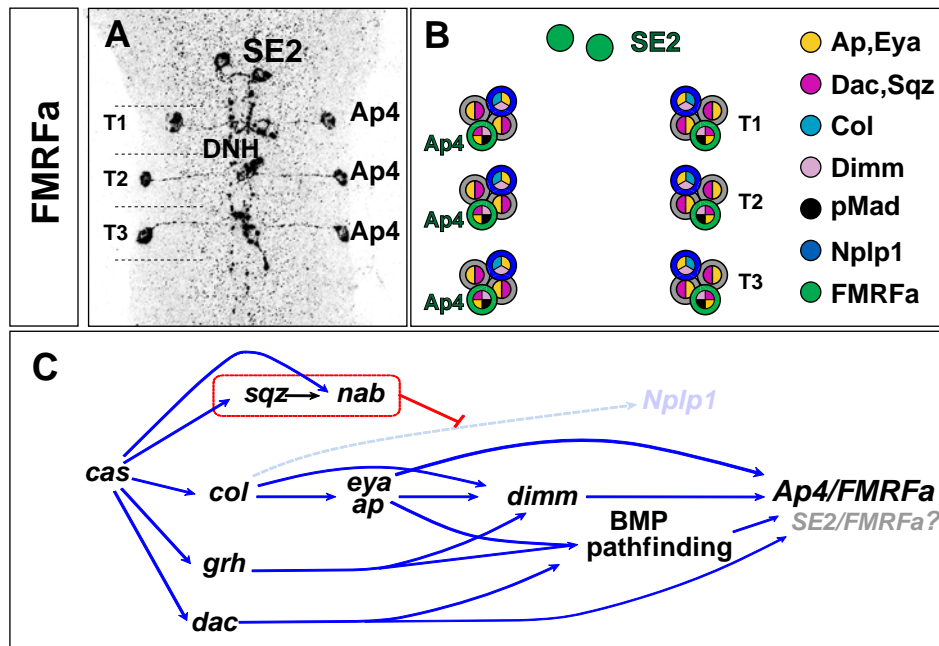 FMRFa
A
SE2
T1
Ap4
DNH
T2
Ap4
T3
Ap4
B
SE2
Ap4
T1
Ap4
T2
Ap4
T3
Ap,Eya
Dac,Sqz
Col
Dimm
pMad
Nplp1
FMRFa
C
sqz
nab
Nplp1
cas
col
eya
ap
dimm
Ap4/FMRFa
SE2/FMRFa?
BMP
pathfinding
grh
dac